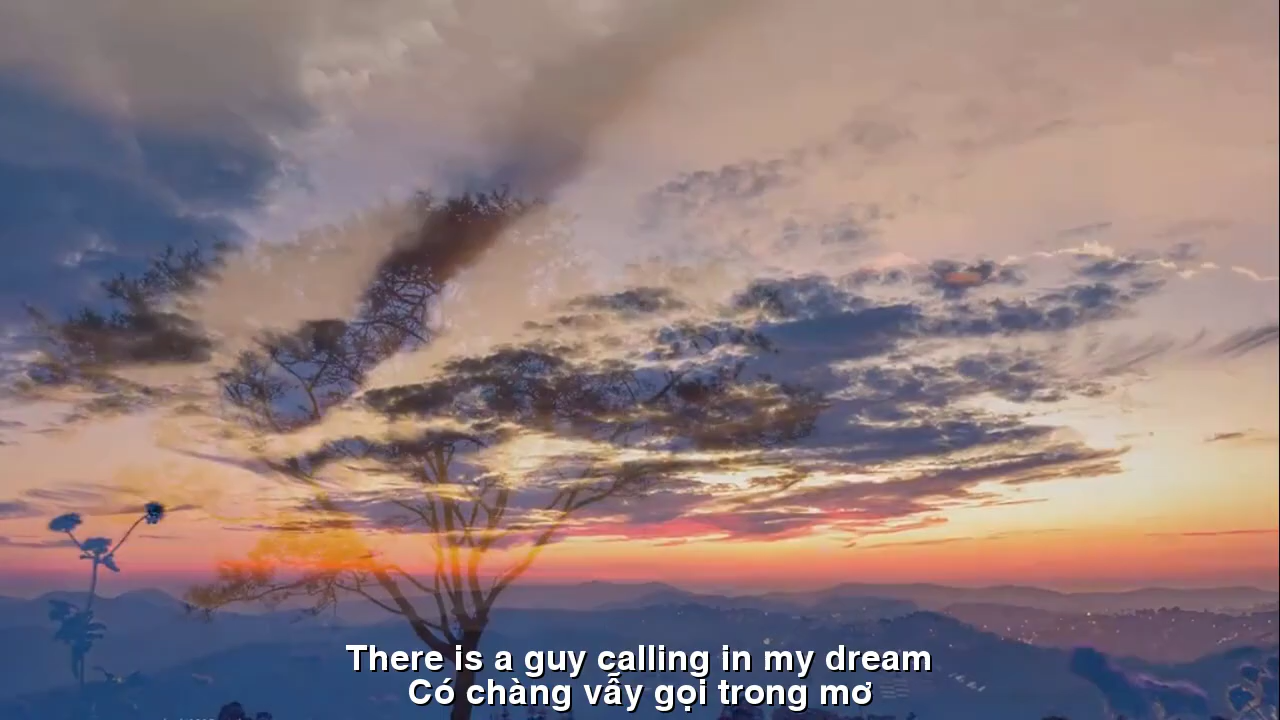 There is a guy calling in my dream
Có chàng vẫy gọi trong mơ